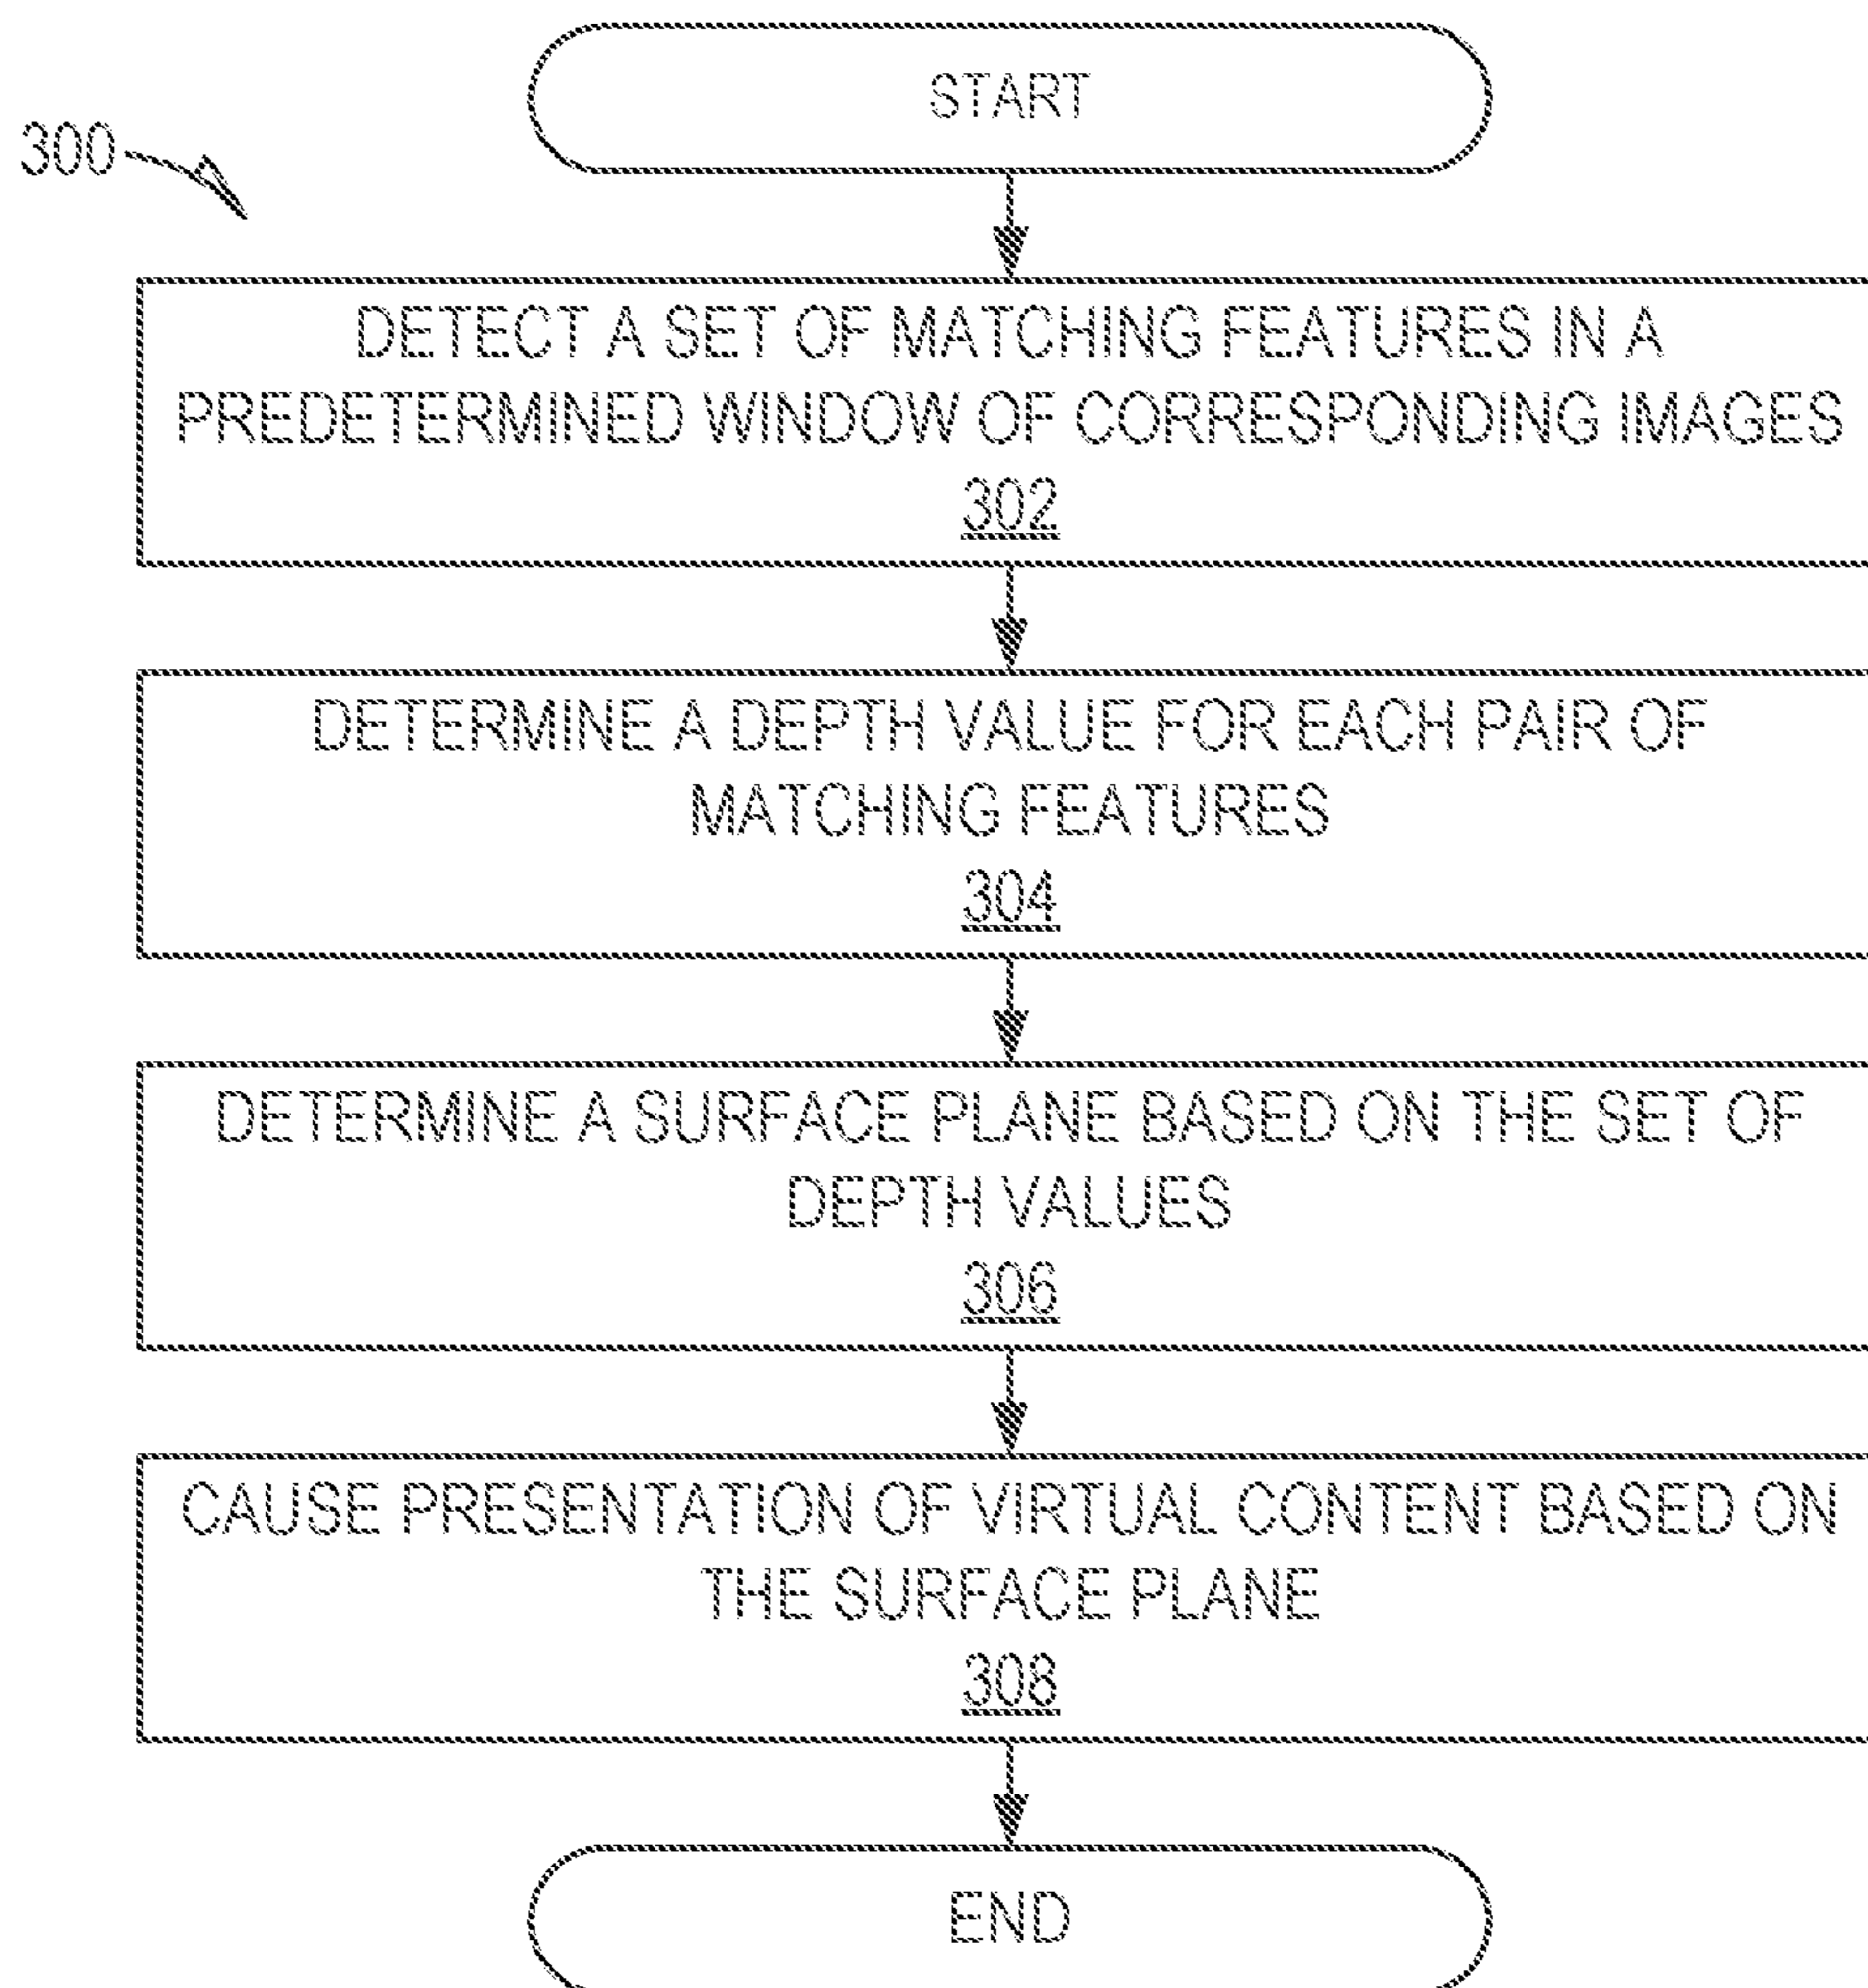 START
300
DETECT A SET OF MATCHING FEATURES IN A
PREDETERMINED WINDOW OF CORRESPONDING IMAGES
302
DETERMINE A DEPTH VALUE FOR EACH PAIR OF
MATCHING FEATURES
304
DETERMINE A SURFACE PLANE BASED ON THE SET OF
DEPTH VALUES
306
CAUSE PRESENTATION OF VIRTUAL CONTENT BASED ON
THE SURFACE PLANE
308
END